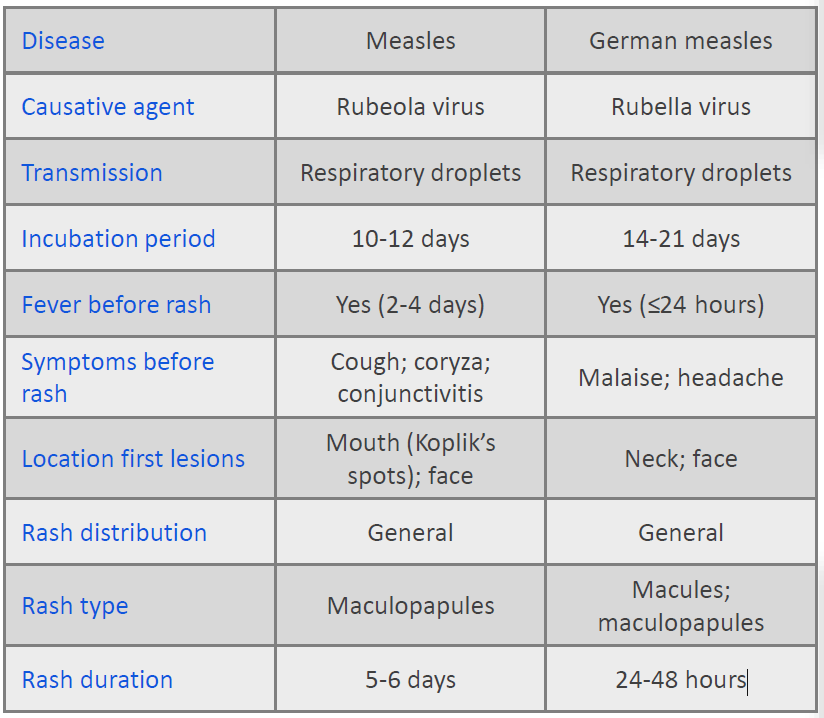 Disease Measles German measles
Causative agent Rubeola virus Rubella virus
Transmission Respiratory droplets Respiratory droplets
Incubation period 10-12 days 14-21 days
Fever before rash Yes (2-4 days) Yes (≤24 hours)
Symptoms before
rash
Cough; coryza;
conjunctivitis
Malaise; headache
Location first lesions
Mouth (Koplik’s
spots); face
Neck; face
Rash distribution General General
Rash type Maculopapules
Macules;
maculopapules
Rash duration 5-6 days 24-48 hours